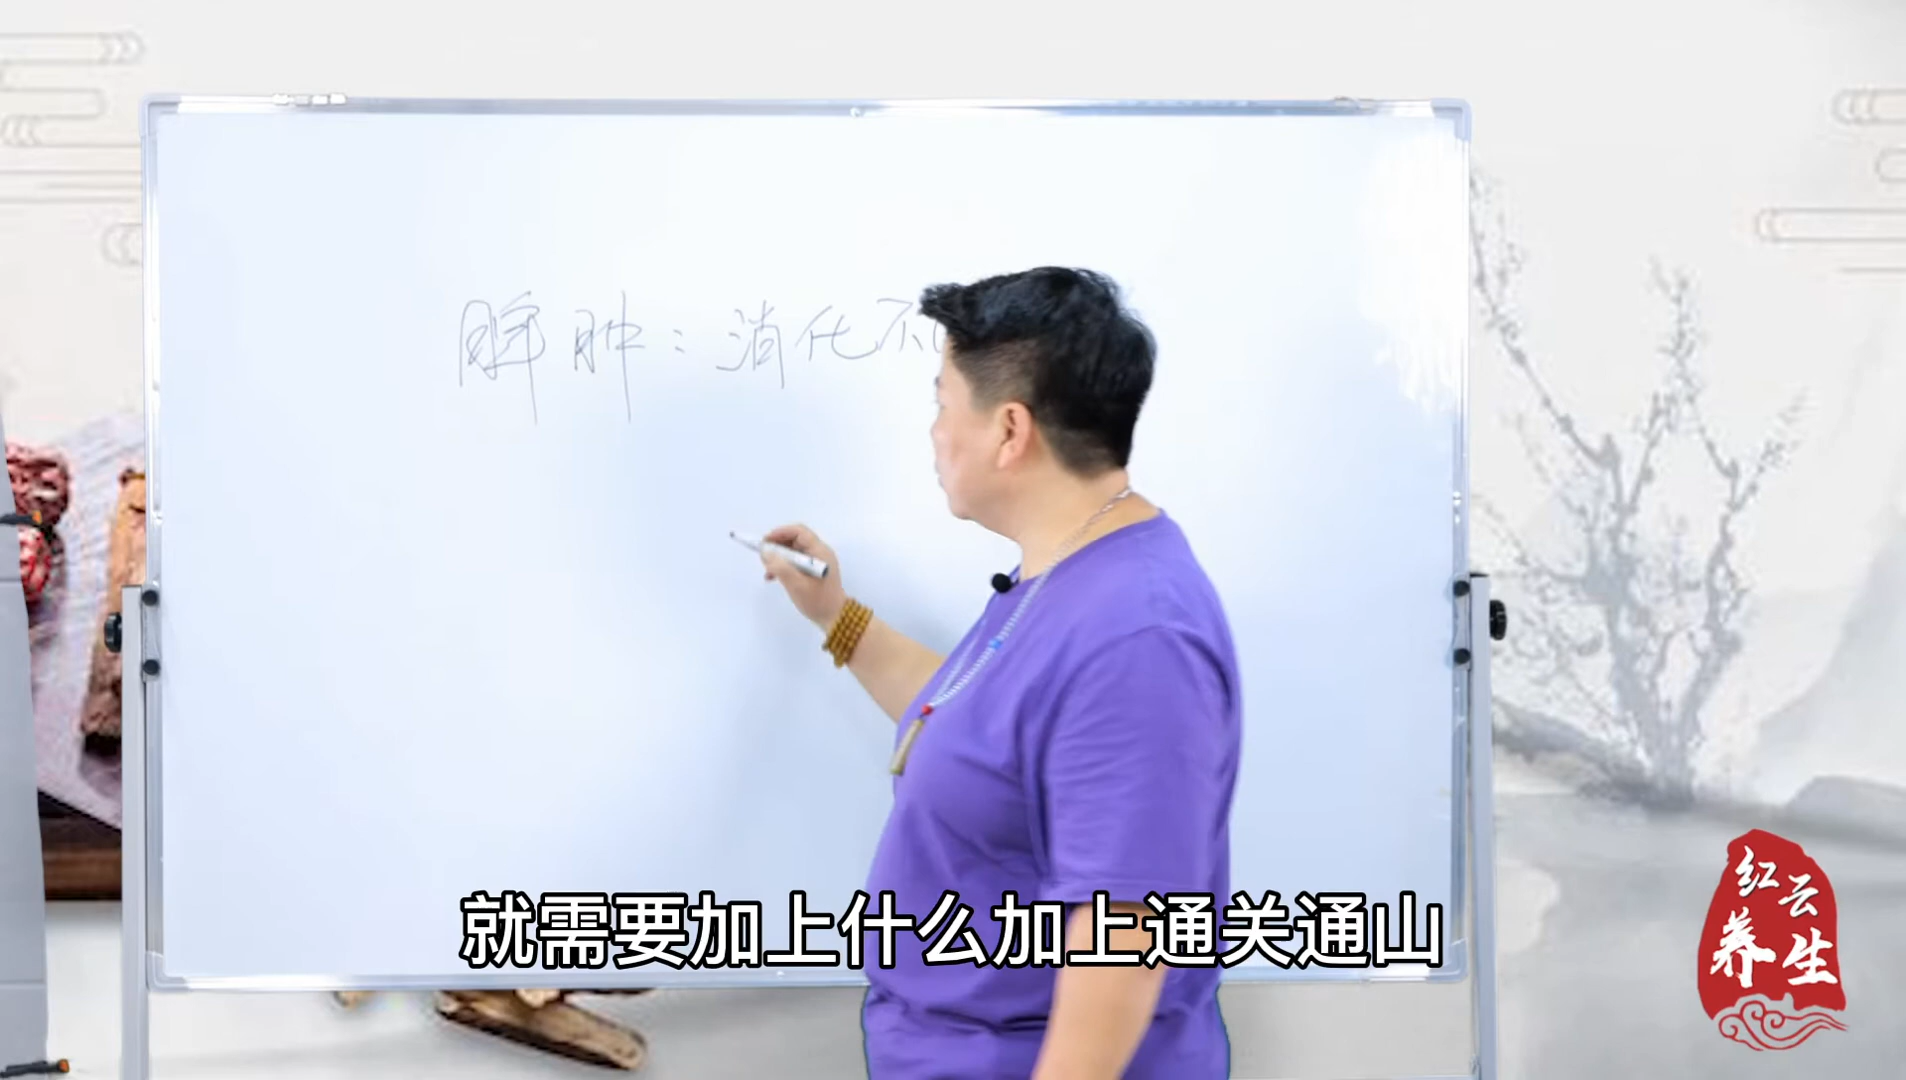 脾肿：消化不
就需要加上什么加上通关通山
红云
养生